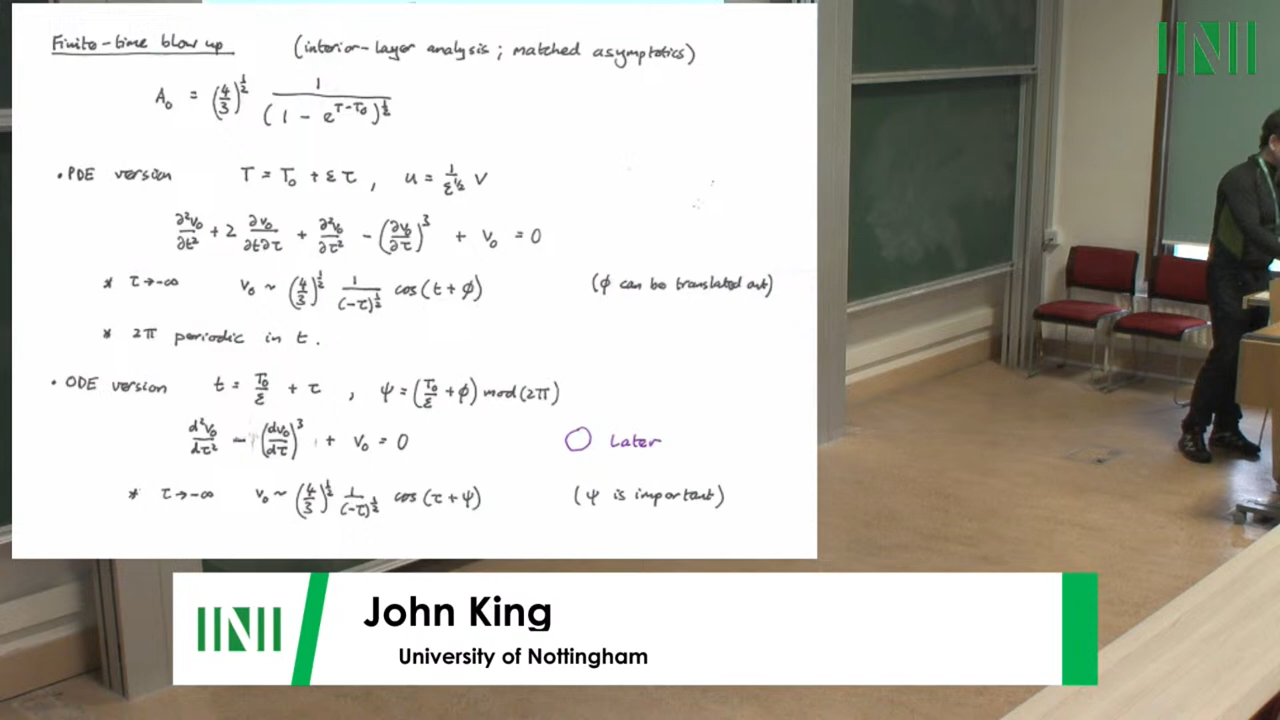 Finite-time blow up (interior-layer analysis; matched asymptotics)
A₀ = (4/3)^{1/2} 1/(1 - e^{T-T₀})^{1/2}
• PDE version T = T₀ + ετ, u = 1/ε^{1/2} v
∂²v₀/∂t² + 2 ∂v₀/∂t∂τ + ∂²v₀/∂τ² - (∂v₀/∂τ)³ + v₀ = 0
* τ→-∞ v₀ ~ (4/3)^{1/2} 1/(-τ)^{1/2} cos(t+φ) (φ can be translated out)
* 2π periodic in t.
• ODE version t = T₀/ε + τ, ψ = (T₀/ε + φ) mod(2π)
d²v₀/dτ² - (dv₀/dτ)³ + v₀ = 0 Later
* τ→-∞ v₀ ~ (4/3)^{1/2} 1/(-τ)^{1/2} cos(τ+ψ) (ψ is important)
INI
INI
John King
University of Nottingham